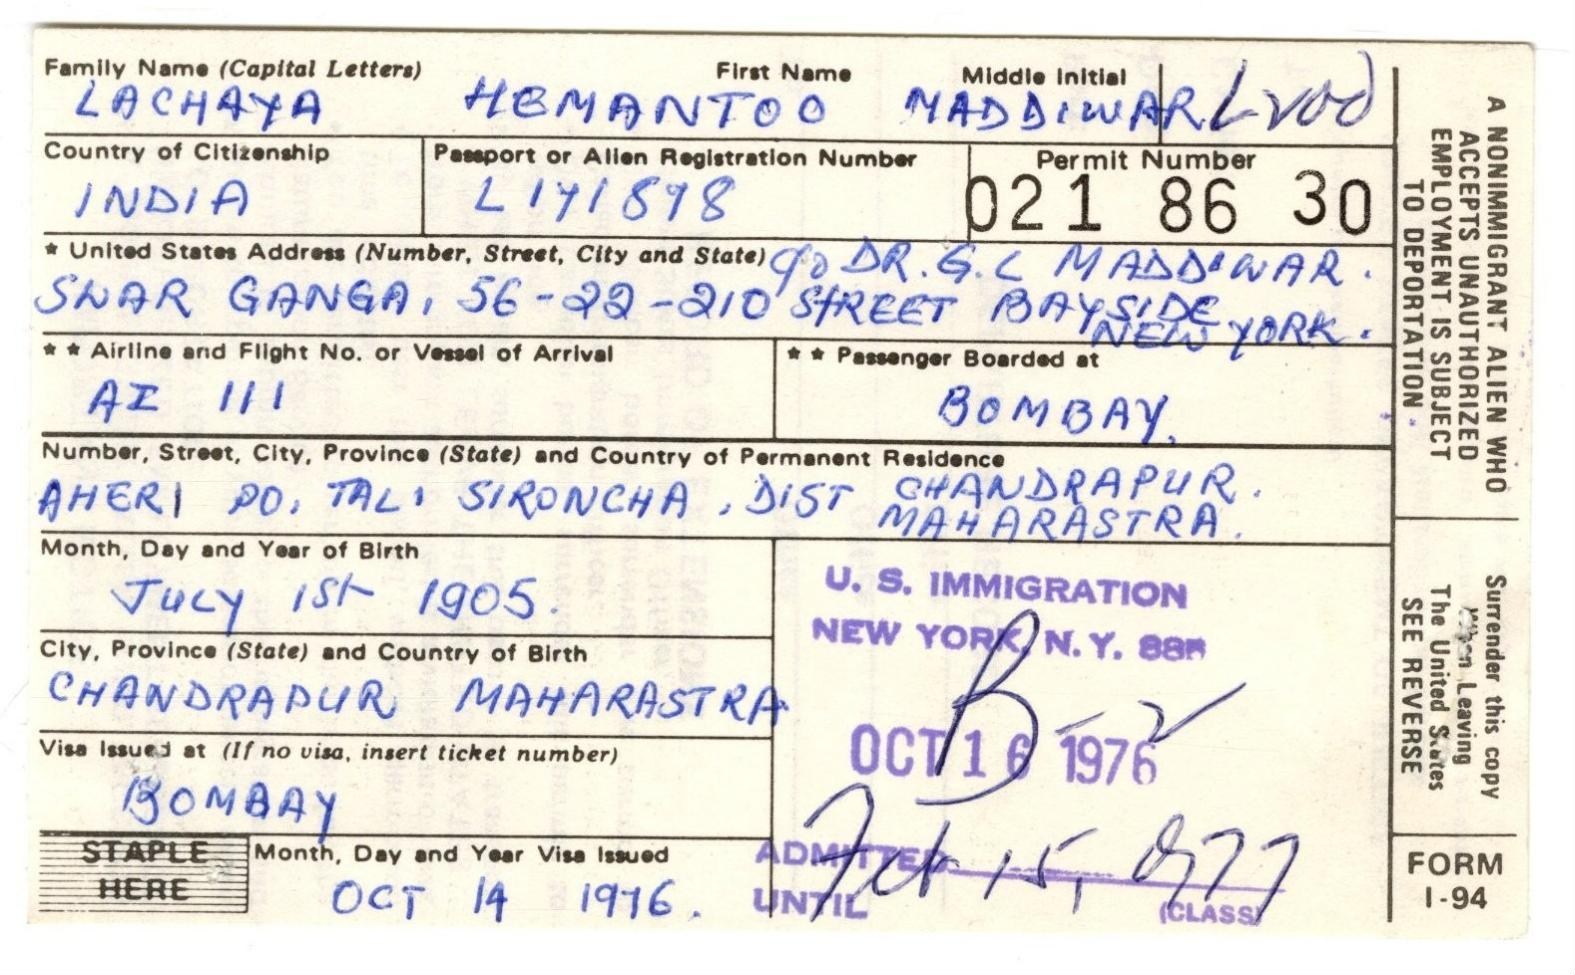 Family Name (Capital Letters) First Name Middle Initial
LACHAYA HEMANTOO MADDIWAR
Country of Citizenship Passport or Alien Registration Number Permit Number
INDIA L 141898 021 86 30
* United States Address (Number, Street, City and State) c/o DR. G. C MADDIWAR.
SWAR GANGA, 56-22-210 STREET BAYSIDE
NEW YORK.
* * Airline and Flight No. or Vessel of Arrival * * Passenger Boarded at
AI 111 BOMBAY.
Number, Street, City, Province (State) and Country of Permanent Residence
AHERI PO. TAL: SIRONCHA, DIST CHANDRAPUR.
MAHARASTRA.
Month, Day and Year of Birth
JULY 1st 1905.
City, Province (State) and Country of Birth
CHANDRAPUR MAHARASTRA
Visa Issued at (If no visa, insert ticket number)
BOMBAY
STAPLE
HERE
Month, Day and Year Visa Issued
OCT 14 1976.
U. S. IMMIGRATION
NEW YORK, N. Y. 88
B-2
OCT 16 1976
ADMITTED Feb 15, 1977
UNTIL (CLASS)
A NONIMMIGRANT ALIEN WHO
ACCEPTS UNAUTHORIZED
EMPLOYMENT IS SUBJECT
TO DEPORTATION.
Surrender this copy
When Leaving
The United States
SEE REVERSE
FORM
I-94